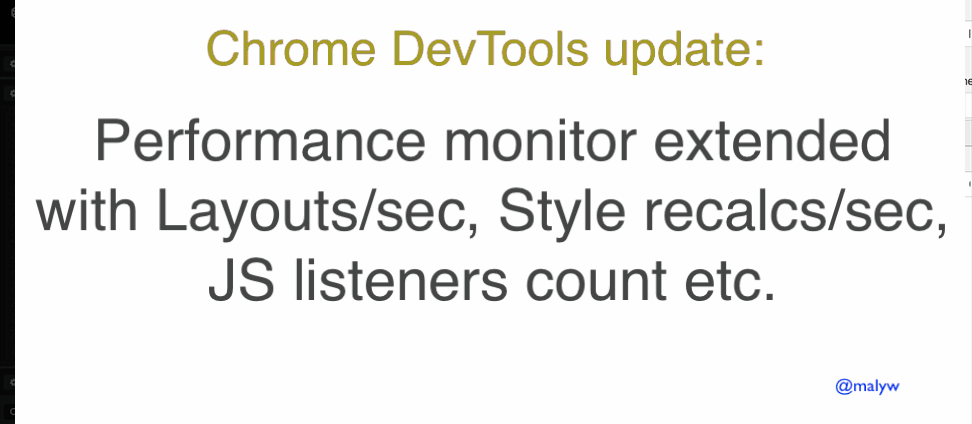 Chrome DevTools update:
Performance monitor extended
with Layouts/sec, Style recalcs/sec,
JS listeners count etc.
@malyw